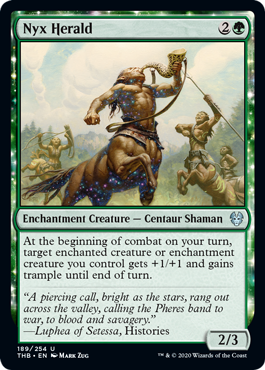 Nyx Herald 2
Enchantment Creature — Centaur Shaman
At the beginning of combat on your turn,
target enchanted creature or enchantment
creature you control gets +1/+1 and gains
trample until end of turn.
“A piercing call, bright as the stars, rang out
across the valley, calling the Pheres band to
war, to blood and savagery.”
—Luphea of Setessa, Histories
2/3
189/254 U
THB • EN Mark Zug
™ & © 2020 Wizards of the Coast